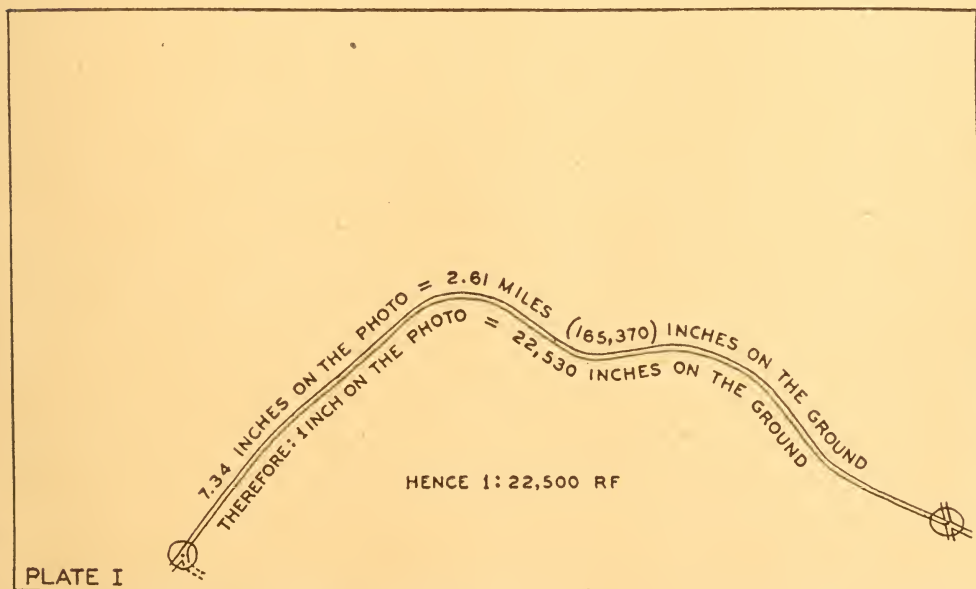 7.34 INCHES ON THE PHOTO = 2.61 MILES (165,370) INCHES ON THE GROUND
THEREFORE: 1 INCH ON THE PHOTO = 22,530 INCHES ON THE GROUND
HENCE 1:22,500 RF
PLATE I